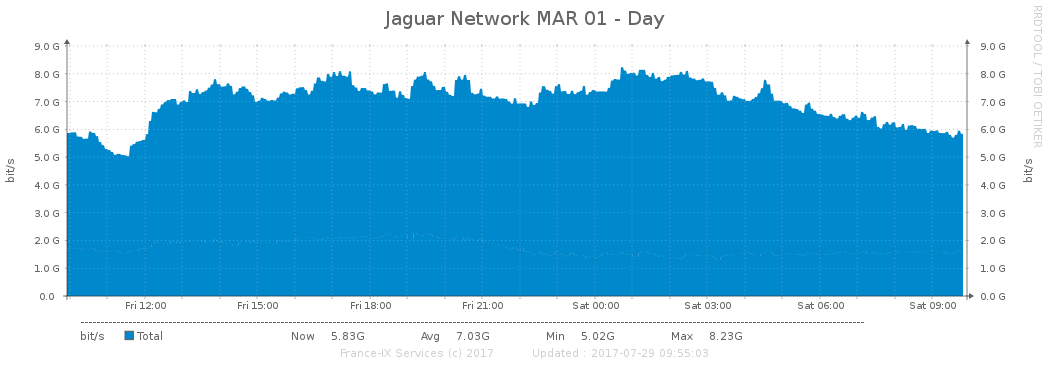 Jaguar Network MAR 01 - Day
RRDTOOL / TOBI OETIKER
9.0 G 9.0 G
8.0 G 8.0 G
7.0 G 7.0 G
6.0 G 6.0 G
5.0 G 5.0 G
4.0 G 4.0 G
3.0 G 3.0 G
2.0 G 2.0 G
1.0 G 1.0 G
0.0 0.0 G
bit/s
bit/s
Fri 12:00 Fri 15:00 Fri 18:00 Fri 21:00 Sat 00:00 Sat 03:00 Sat 06:00 Sat 09:00
bit/s Total Now 5.83G Avg 7.03G Min 5.02G Max 8.23G
France-IX Services (c) 2017 Updated : 2017-07-29 09:55:03